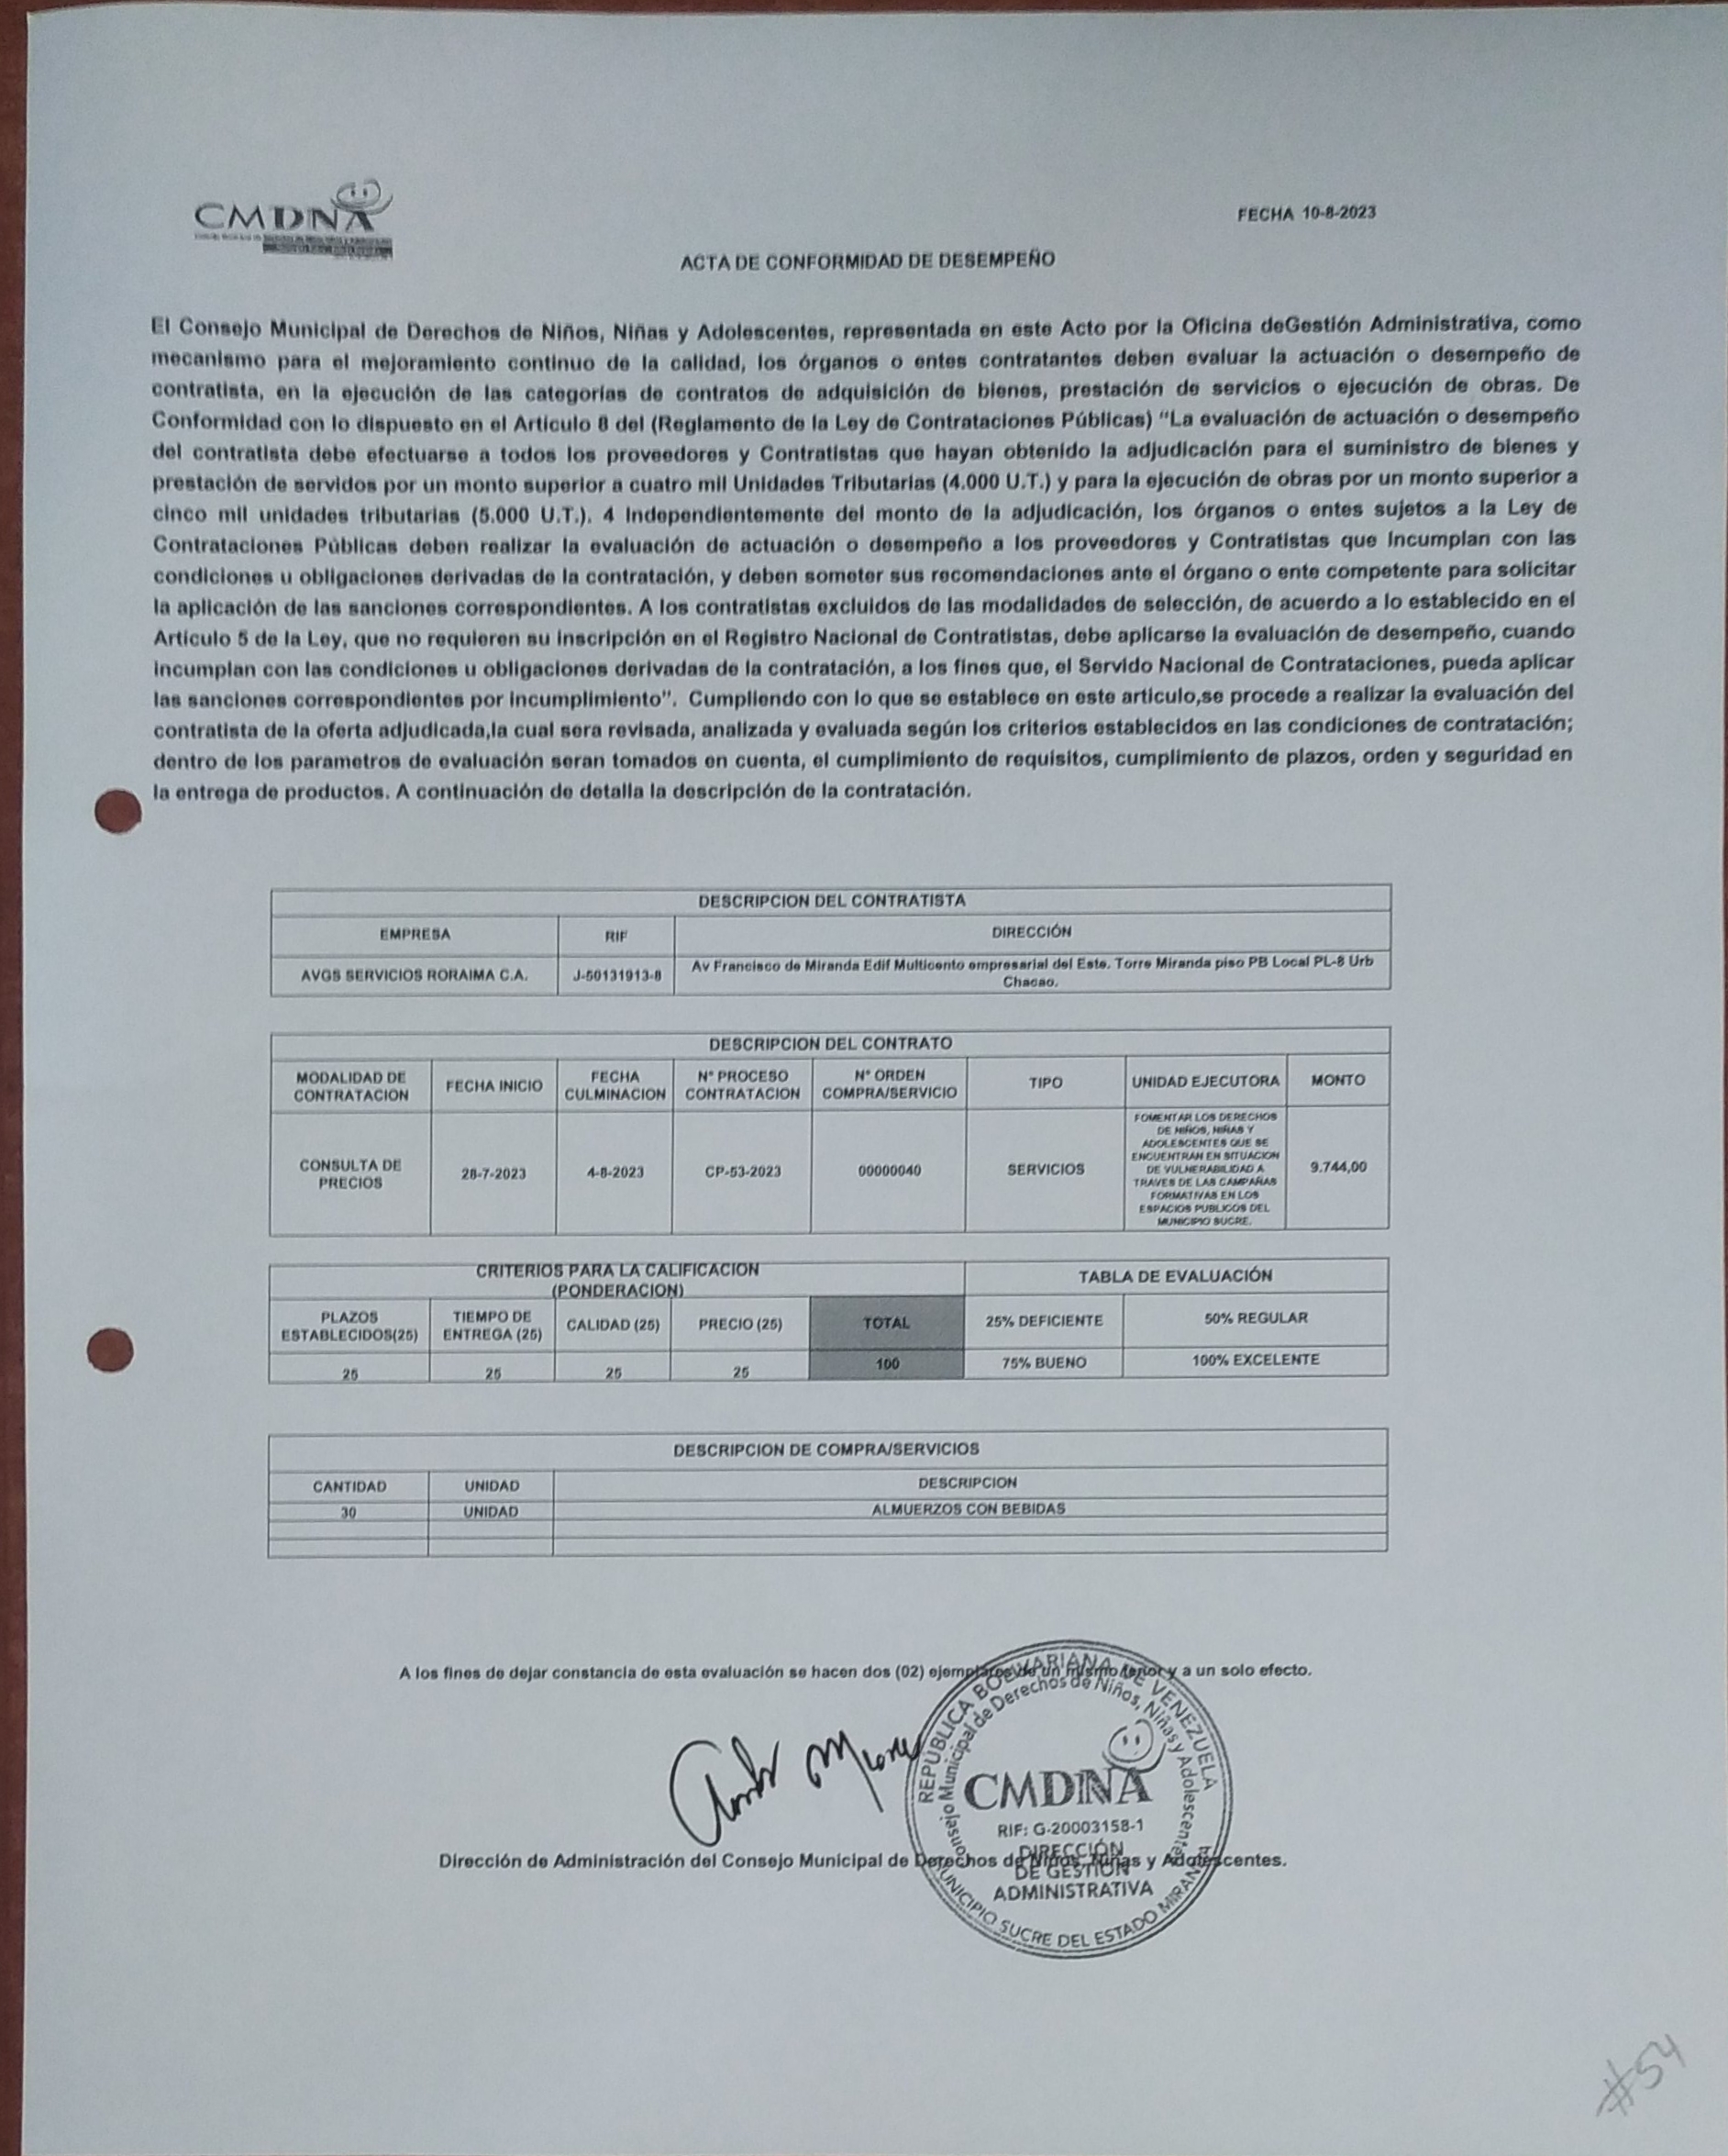 CMDNA
FECHA 10-8-2023
ACTA DE CONFORMIDAD DE DESEMPEÑO
El Consejo Municipal de Derechos de Niños, Niñas y Adolescentes, representada en este Acto por la Oficina deGestión Administrativa, como
mecanismo para el mejoramiento continuo de la calidad, los órganos o entes contratantes deben evaluar la actuación o desempeño de
contratista, en la ejecución de las categorías de contratos de adquisición de bienes, prestación de servicios o ejecución de obras. De
Conformidad con lo dispuesto en el Artículo 8 del (Reglamento de la Ley de Contrataciones Públicas) "La evaluación de actuación o desempeño
del contratista debe efectuarse a todos los proveedores y Contratistas que hayan obtenido la adjudicación para el suministro de bienes y
prestación de servidos por un monto superior a cuatro mil Unidades Tributarias (4.000 U.T.) y para la ejecución de obras por un monto superior a
cinco mil unidades tributarias (5.000 U.T.). 4 Independientemente del monto de la adjudicación, los órganos o entes sujetos a la Ley de
Contrataciones Públicas deben realizar la evaluación de actuación o desempeño a los proveedores y Contratistas que Incumplan con las
condiciones u obligaciones derivadas de la contratación, y deben someter sus recomendaciones ante el órgano o ente competente para solicitar
la aplicación de las sanciones correspondientes. A los contratistas excluidos de las modalidades de selección, de acuerdo a lo establecido en el
Artículo 5 de la Ley, que no requieren su inscripción en el Registro Nacional de Contratistas, debe aplicarse la evaluación de desempeño, cuando
incumplan con las condiciones u obligaciones derivadas de la contratación, a los fines que, el Servido Nacional de Contrataciones, pueda aplicar
las sanciones correspondientes por incumplimiento". Cumpliendo con lo que se establece en este articulo,se procede a realizar la evaluación del
contratista de la oferta adjudicada,la cual sera revisada, analizada y evaluada según los criterios establecidos en las condiciones de contratación;
dentro de los parametros de evaluación seran tomados en cuenta, el cumplimiento de requisitos, cumplimiento de plazos, orden y seguridad en
la entrega de productos. A continuación de detalla la descripción de la contratación.
DESCRIPCION DEL CONTRATISTA
EMPRESA RIF DIRECCIÓN
AVGS SERVICIOS RORAIMA C.A. J-50131913-8 Av Francisco de Miranda Edif Multicento empresarial del Este. Torre Miranda piso PB Local PL-8 Urb
Chacao.
DESCRIPCION DEL CONTRATO
MODALIDAD DE CONTRATACION FECHA INICIO FECHA CULMINACION N° PROCESO CONTRATACION N° ORDEN COMPRA/SERVICIO TIPO UNIDAD EJECUTORA MONTO
CONSULTA DE PRECIOS 28-7-2023 4-8-2023 CP-53-2023 00000040 SERVICIOS
FOMENTAR LOS DERECHOS
DE NIÑOS, NIÑAS Y
ADOLESCENTES QUE SE
ENCUENTRAN EN SITUACION
DE VULNERABILIDAD A
TRAVES DE LAS CAMPAÑAS
FORMATIVAS EN LOS
ESPACIOS PUBLICOS DEL
MUNICIPIO SUCRE.
9.744,00
CRITERIOS PARA LA CALIFICACION
(PONDERACION)
TABLA DE EVALUACIÓN
PLAZOS ESTABLECIDOS(25) TIEMPO DE ENTREGA (25) CALIDAD (25) PRECIO (25) TOTAL 25% DEFICIENTE 50% REGULAR
25 25 25 25 100 75% BUENO 100% EXCELENTE
DESCRIPCION DE COMPRA/SERVICIOS
CANTIDAD UNIDAD DESCRIPCION
30 UNIDAD ALMUERZOS CON BEBIDAS
A los fines de dejar constancia de esta evaluación se hacen dos (02) ejemplares de un mismo tenor y a un solo efecto.
REPÚBLICA BOLIVARIANA DE VENEZUELA
Consejo Municipal de Derechos de Niños, Niñas y Adolescentes
CMDNA
RIF: G-20003158-1
DIRECCIÓN
DE GESTIÓN
ADMINISTRATIVA
MUNICIPIO SUCRE DEL ESTADO MIRANDA
Dirección de Administración del Consejo Municipal de Derechos de Niños, Niñas y Adolescentes.
#54